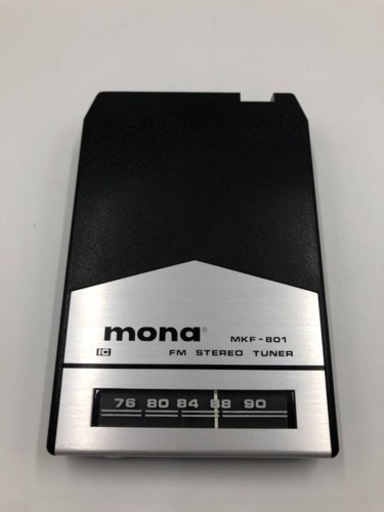 mona® MKF-801
IC FM STEREO TUNER
76 80 84 88 90